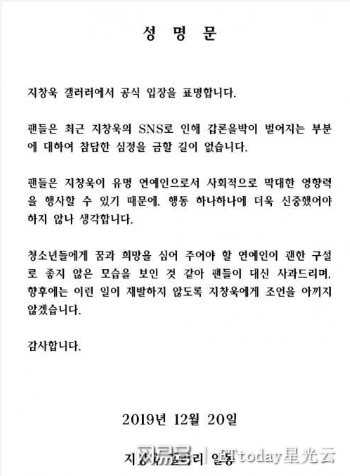 성 명 문
지창욱 갤러러에서 공식 입장을 표명합니다.
팬들은 최근 지창욱의 SNS로 인해 갑론을박이 벌어지는 부분
에 대하여 참담한 심정을 금할 길이 없습니다.
팬들은 지창욱이 유명 연예인으로서 사회적으로 막대한 영향력
을 행사할 수 있기 때문에, 행동 하나하나에 더욱 신중했어야
하지 않나 생각합니다.
청소년들에게 꿈과 희망을 심어 주어야 할 연예인이 괜한 구설
로 좋지 않은 모습을 보인 것 같아 팬들이 대신 사과드리며,
향후에는 이런 일이 재발하지 않도록 지창욱에게 조언을 아끼지
않겠습니다.
감사합니다.
2019년 12월 20일
지창욱 갤러리 일동
网易号 | ETtoday星光云